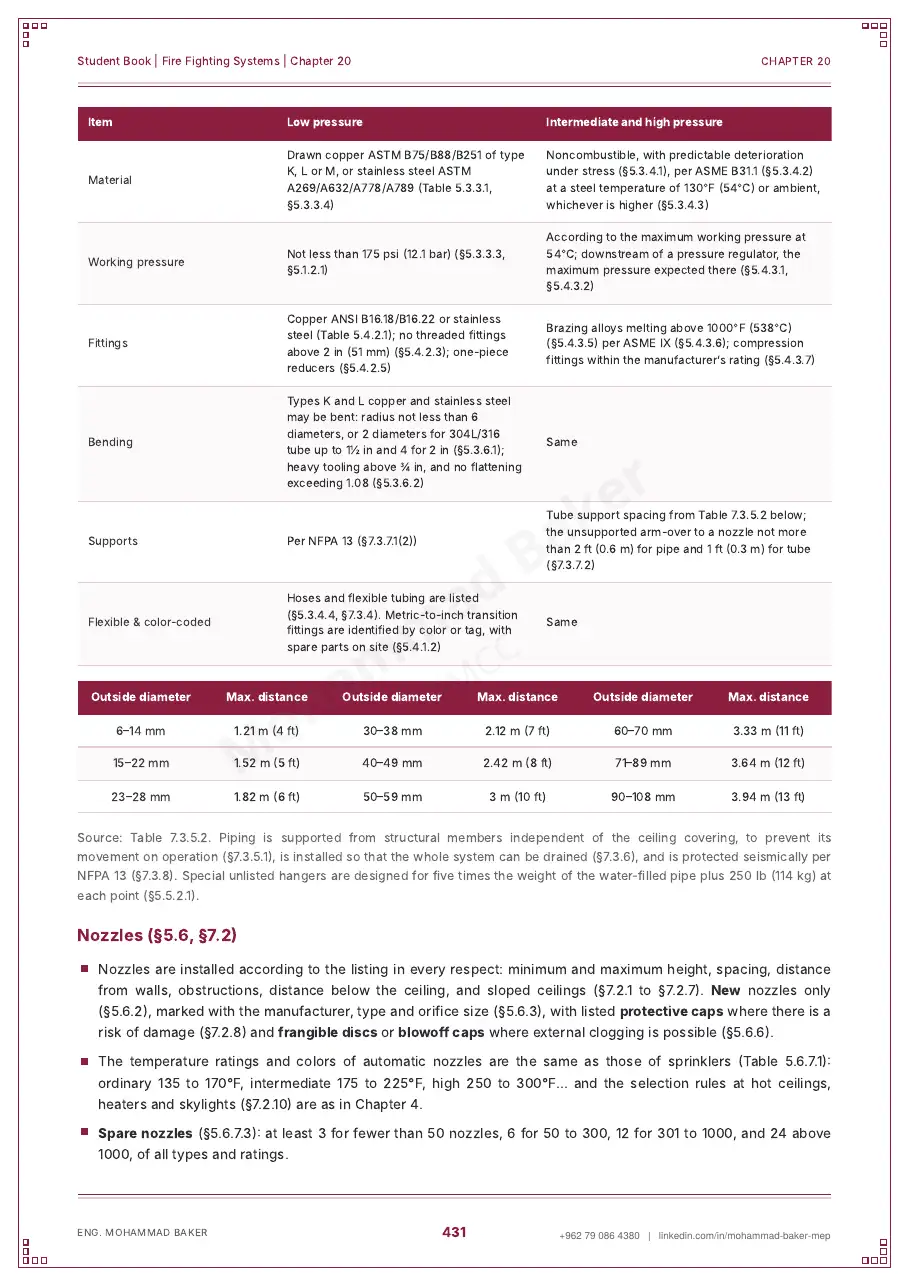 Student Book | Fire Fighting Systems | Chapter 20
CHAPTER 20
Item
Low pressure
Intermediate and high pressure
Material
Drawn copper ASTM B75/B88/B251 of type
K, L or M, or stainless steel ASTM
A269/A632/A778/A789 (Table 5.3.3.1,
§5.3.3.4)
Noncombustible, with predictable deterioration
under stress (§5.3.4.1), per ASME B31.1 (§5.3.4.2)
at a steel temperature of 130°F (54°C) or ambient,
whichever is higher (§5.3.4.3)
Working pressure
Not less than 175 psi (12.1 bar) (§5.3.3.3,
§5.1.2.1)
According to the maximum working pressure at
54°C; downstream of a pressure regulator, the
maximum pressure expected there (§5.4.3.1,
§5.4.3.2)
Fittings
Copper ANSI B16.18/B16.22 or stainless
steel (Table 5.4.2.1); no threaded fittings
above 2 in (51 mm) (§5.4.2.3); one-piece
reducers (§5.4.2.5)
Brazing alloys melting above 1000°F (538°C)
(§5.4.3.5) per ASME IX (§5.4.3.6); compression
fittings within the manufacturer's rating (§5.4.3.7)
Bending
Types K and L copper and stainless steel
may be bent: radius not less than 6
diameters, or 2 diameters for 304L/316
tube up to 1½ in and 4 for 2 in (§5.3.6.1);
heavy tooling above ¾ in, and no flattening
exceeding 1.08 (§5.3.6.2)
Same
Supports
Per NFPA 13 (§7.3.7.1(2))
Tube support spacing from Table 7.3.5.2 below;
the unsupported arm-over to a nozzle not more
than 2 ft (0.6 m) for pipe and 1 ft (0.3 m) for tube
(§7.3.7.2)
Flexible & color-coded
Hoses and flexible tubing are listed
(§5.3.4.4, §7.3.4). Metric-to-inch transition
fittings are identified by color or tag, with
spare parts on site (§5.4.1.2)
Same
Outside diameter Max. distance Outside diameter Max. distance Outside diameter Max. distance
6–14 mm 1.21 m (4 ft) 30–38 mm 2.12 m (7 ft) 60–70 mm 3.33 m (11 ft)
15–22 mm 1.52 m (5 ft) 40–49 mm 2.42 m (8 ft) 71–89 mm 3.64 m (12 ft)
23–28 mm 1.82 m (6 ft) 50–59 mm 3 m (10 ft) 90–108 mm 3.94 m (13 ft)
Source: Table 7.3.5.2. Piping is supported from structural members independent of the ceiling covering, to prevent its
movement on operation (§7.3.5.1), is installed so that the whole system can be drained (§7.3.6), and is protected seismically per
NFPA 13 (§7.3.8). Special unlisted hangers are designed for five times the weight of the water-filled pipe plus 250 lb (114 kg) at
each point (§5.5.2.1).
Nozzles (§5.6, §7.2)
Nozzles are installed according to the listing in every respect: minimum and maximum height, spacing, distance
from walls, obstructions, distance below the ceiling, and sloped ceilings (§7.2.1 to §7.2.7). New nozzles only
(§5.6.2), marked with the manufacturer, type and orifice size (§5.6.3), with listed protective caps where there is a
risk of damage (§7.2.8) and frangible discs or blowoff caps where external clogging is possible (§5.6.6).
The temperature ratings and colors of automatic nozzles are the same as those of sprinklers (Table 5.6.7.1):
ordinary 135 to 170°F, intermediate 175 to 225°F, high 250 to 300°F... and the selection rules at hot ceilings,
heaters and skylights (§7.2.10) are as in Chapter 4.
Spare nozzles (§5.6.7.3): at least 3 for fewer than 50 nozzles, 6 for 50 to 300, 12 for 301 to 1000, and 24 above
1000, of all types and ratings.
Mohammad Baker
MCC
ENG. MOHAMMAD BAKER
431
+962 79 086 4380 | linkedin.com/in/mohammad-baker-mep